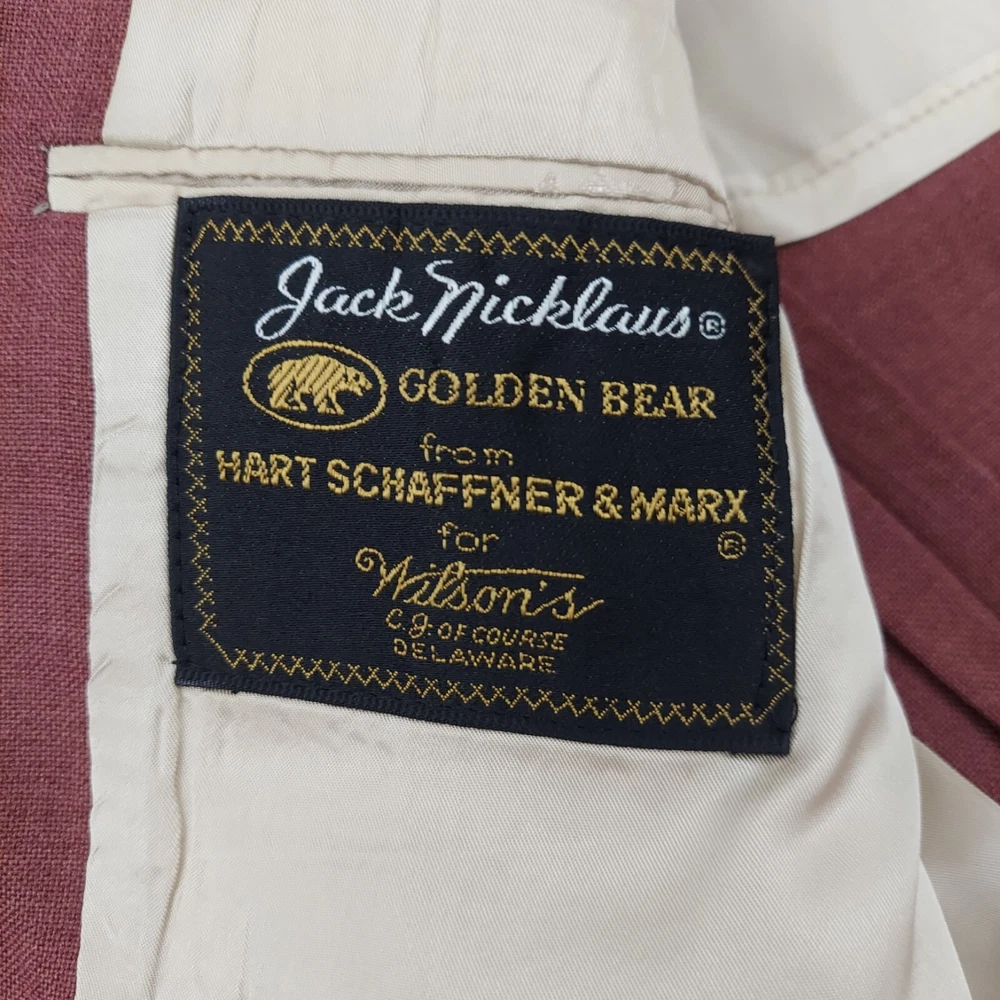 Jack Nicklaus®
GOLDEN BEAR
from
HART SCHAFFNER & MARX
®
for
Wilson's
C.J. OF COURSE
DELAWARE